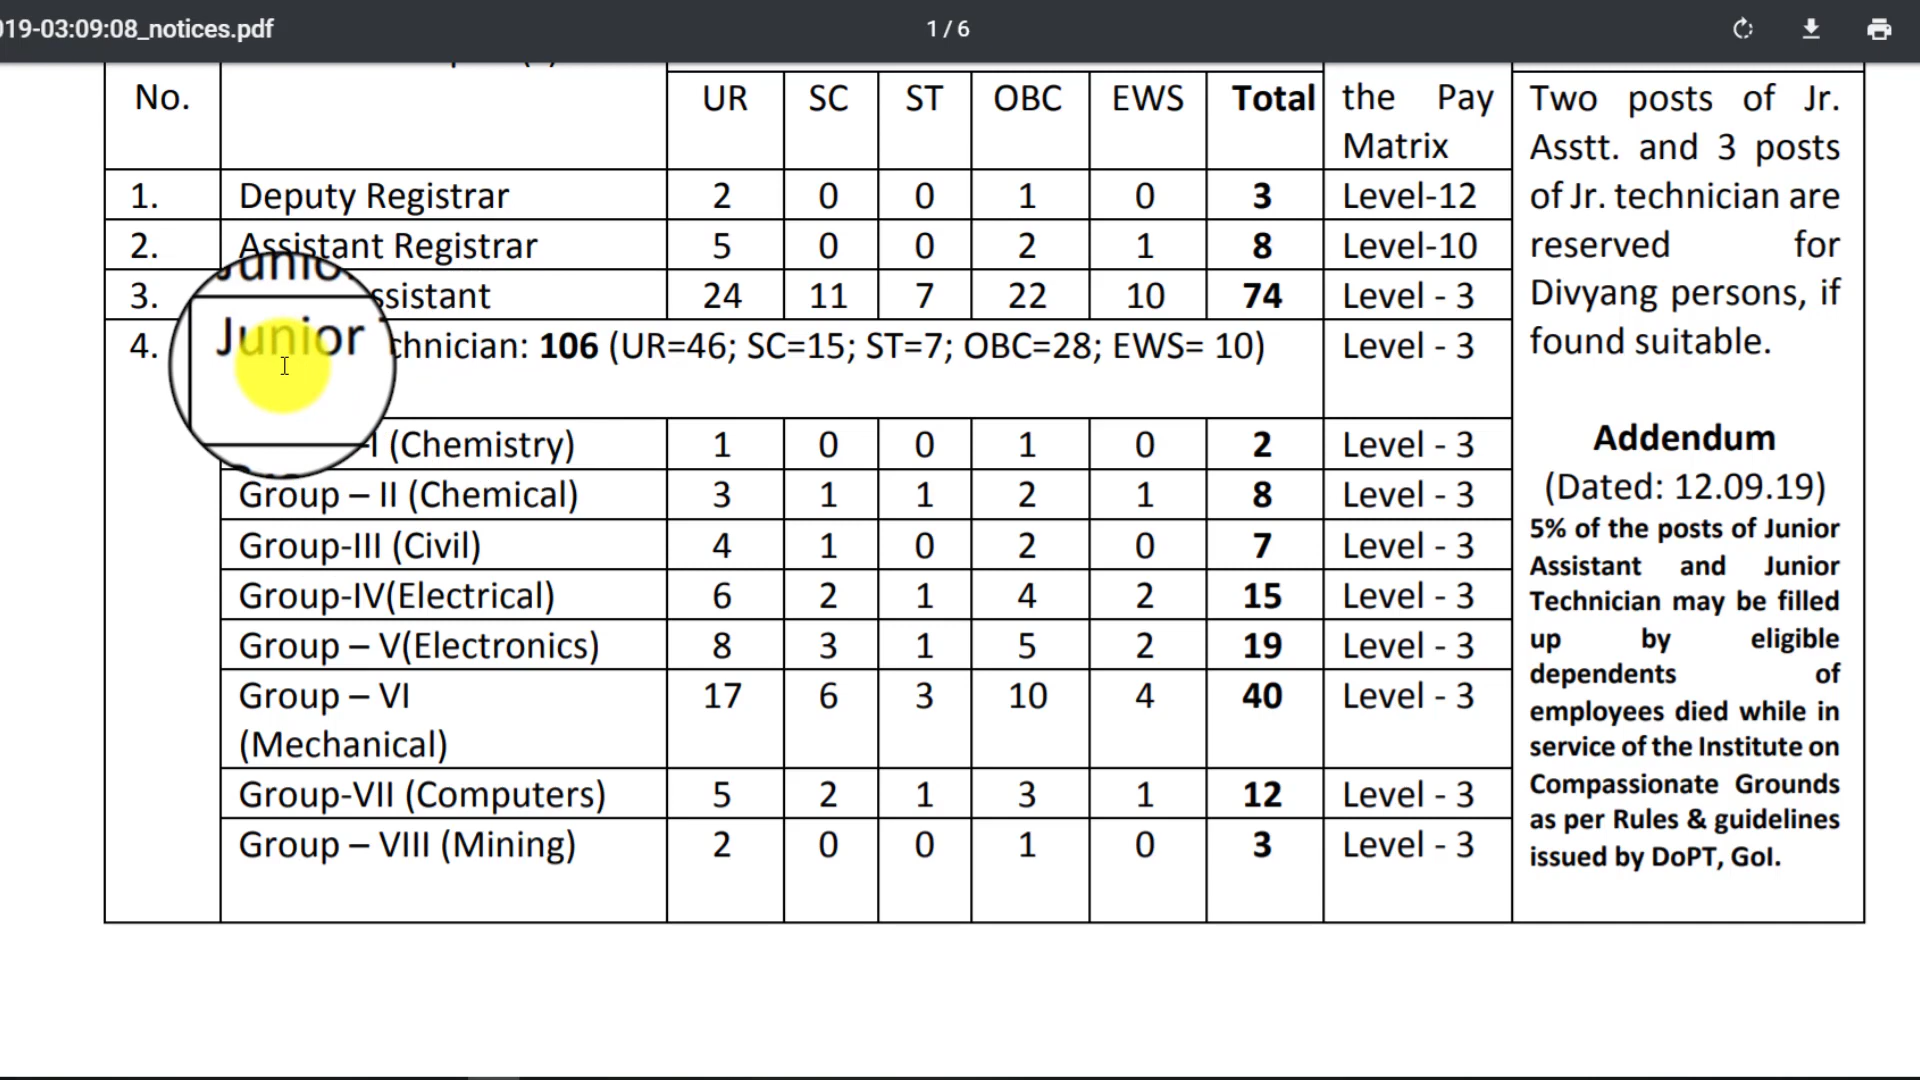 019-03:09:08_notices.pdf
1 / 6
No.
UR SC ST OBC EWS Total
the Pay
Matrix
1. Deputy Registrar 2 0 0 1 0 3 Level-12
2. Assistant Registrar 5 0 0 2 1 8 Level-10
3. ssistant 24 11 7 22 10 74 Level - 3
4. Junior chnician: 106 (UR=46; SC=15; ST=7; OBC=28; EWS= 10) Level - 3
-I (Chemistry) 1 0 0 1 0 2 Level - 3
Group – II (Chemical) 3 1 1 2 1 8 Level - 3
Group-III (Civil) 4 1 0 2 0 7 Level - 3
Group-IV(Electrical) 6 2 1 4 2 15 Level - 3
Group – V(Electronics) 8 3 1 5 2 19 Level - 3
Group – VI 17 6 3 10 4 40 Level - 3
(Mechanical)
Group-VII (Computers) 5 2 1 3 1 12 Level - 3
Group – VIII (Mining) 2 0 0 1 0 3 Level - 3
Two posts of Jr.
Asstt. and 3 posts
of Jr. technician are
reserved for
Divyang persons, if
found suitable.
Addendum
(Dated: 12.09.19)
5% of the posts of Junior
Assistant and Junior
Technician may be filled
up by eligible
dependents of
employees died while in
service of the Institute on
Compassionate Grounds
as per Rules & guidelines
issued by DoPT, GoI.